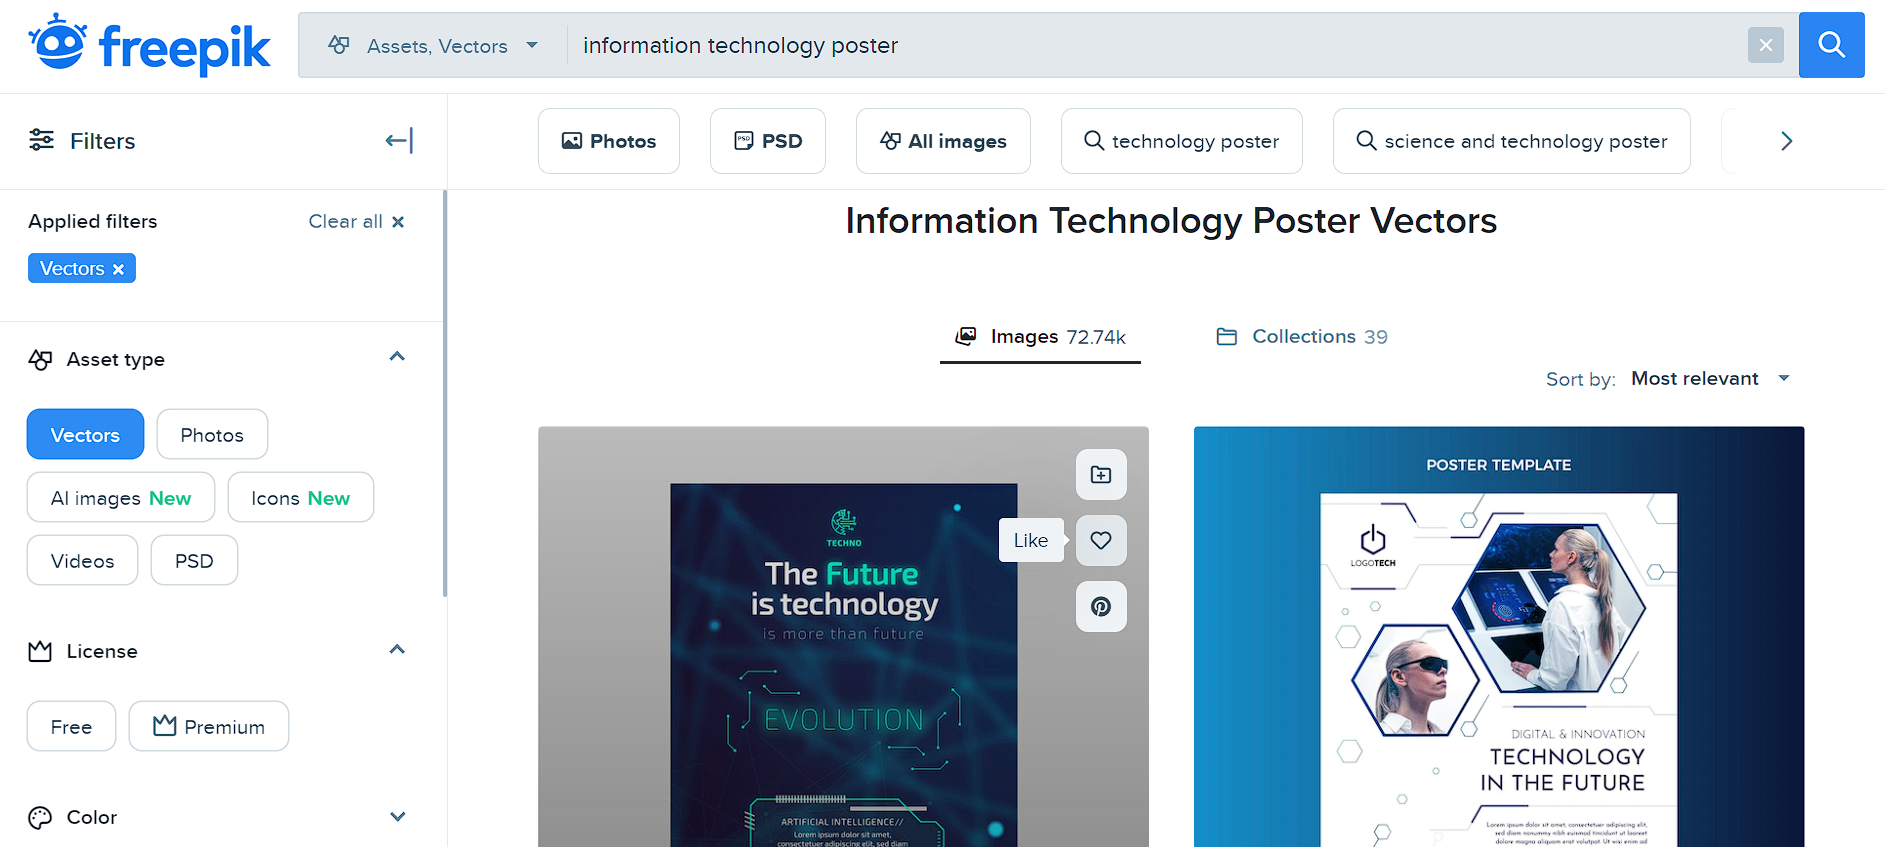 freepik
Assets, Vectors
information technology poster
Filters
Photos
PSD
All images
technology poster
science and technology poster
Applied filters
Clear all
Vectors
Information Technology Poster Vectors
Images 72.74k
Collections 39
Sort by: Most relevant
Asset type
Vectors
Photos
AI images New
Icons New
Videos
PSD
License
Free
Premium
Color
Like
TECHNO
The Future
is technology
is more than future
EVOLUTION
ARTIFICIAL INTELLIGENCE//
Lorem ipsum dolor sit amet,
consectetuer adipiscing elit, sed diam
POSTER TEMPLATE
LOGOTECH
DIGITAL & INNOVATION
TECHNOLOGY
IN THE FUTURE
Lorem ipsum dolor sit amet, consectetuer adipiscing elit,
sed diam nonummy nibh euismod tincidunt ut laoreet
dolore magna aliquam erat volutpat. Ut wisi enim ad